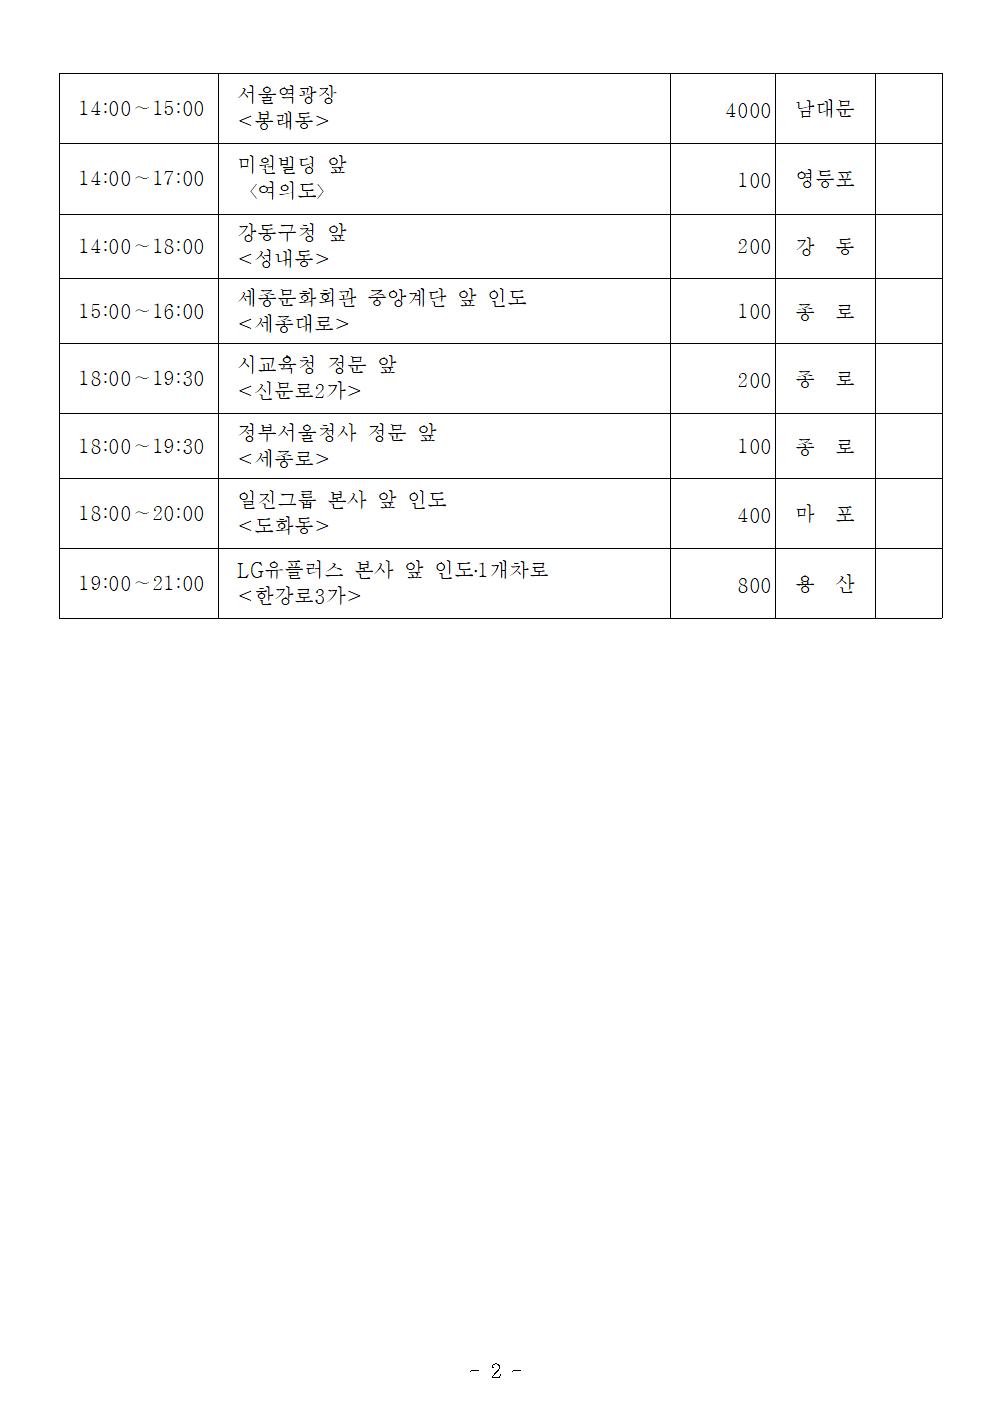 14:00～15:00
서울역광장
<봉래동>
4000
남대문
14:00～17:00
미원빌딩 앞
〈여의도〉
100
영등포
14:00～18:00
강동구청 앞
<성내동>
200
강 동
15:00～16:00
세종문화회관 중앙계단 앞 인도
<세종대로>
100
종 로
18:00～19:30
시교육청 정문 앞
<신문로2가>
200
종 로
18:00～19:30
정부서울청사 정문 앞
<세종로>
100
종 로
18:00～20:00
일진그룹 본사 앞 인도
<도화동>
400
마 포
19:00～21:00
LG유플러스 본사 앞 인도·1개차로
<한강로3가>
800
용 산
- 2 -